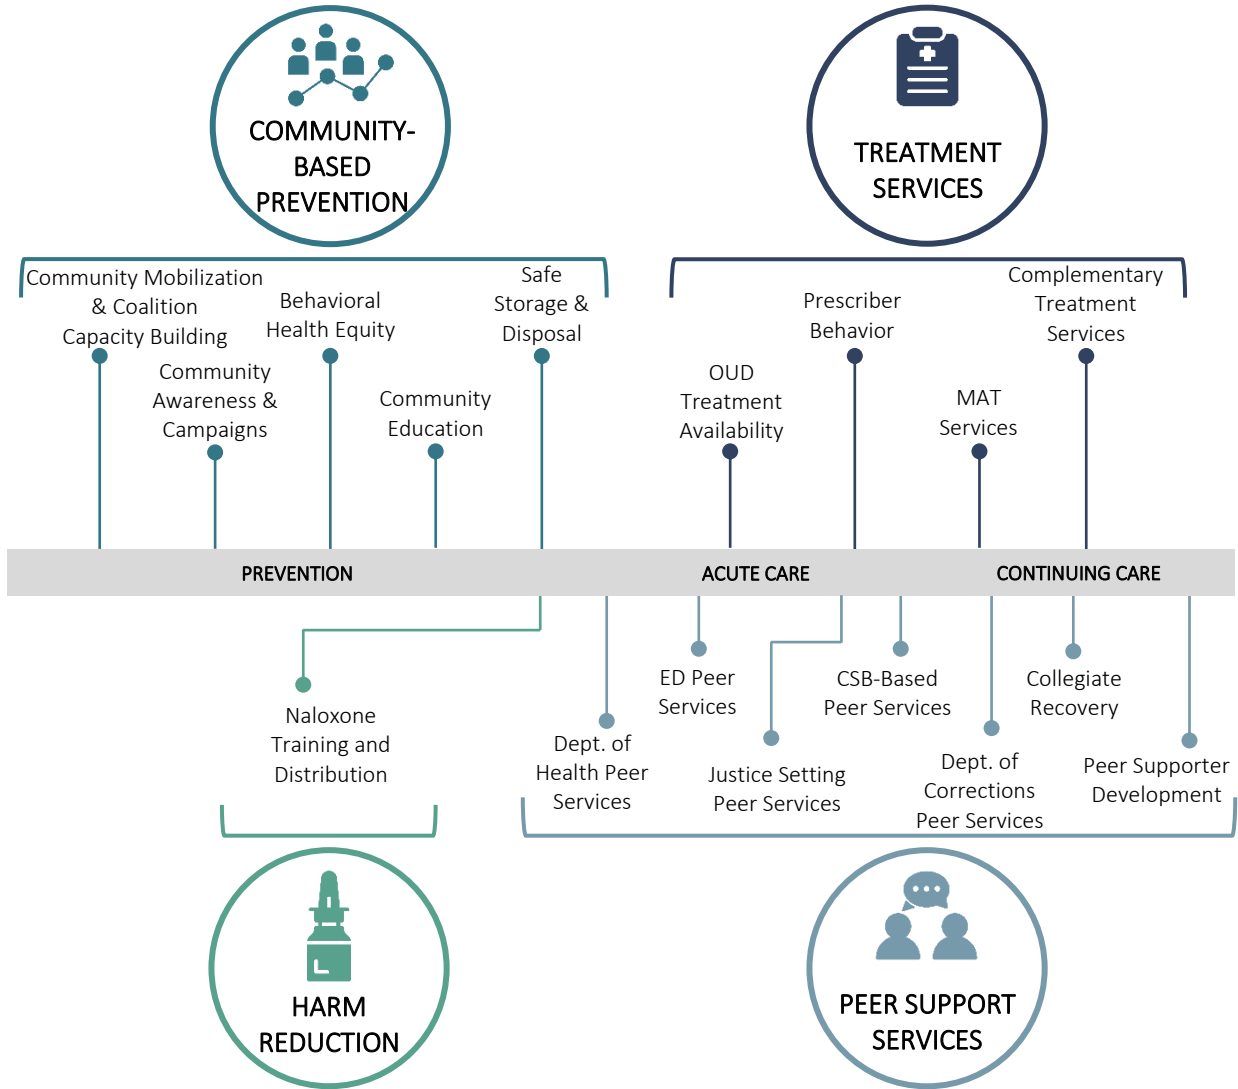 COMMUNITY-
BASED
PREVENTION
TREATMENT
SERVICES
Community Mobilization
& Coalition
Capacity Building
Community
Awareness &
Campaigns
Behavioral
Health Equity
Community
Education
Safe
Storage &
Disposal
OUD
Treatment
Availability
Prescriber
Behavior
MAT
Services
Complementary
Treatment
Services
PREVENTION
ACUTE CARE
CONTINUING CARE
Naloxone
Training and
Distribution
Dept. of
Health Peer
Services
ED Peer
Services
Justice Setting
Peer Services
CSB-Based
Peer Services
Dept. of
Corrections
Peer Services
Collegiate
Recovery
Peer Supporter
Development
HARM
REDUCTION
PEER SUPPORT
SERVICES